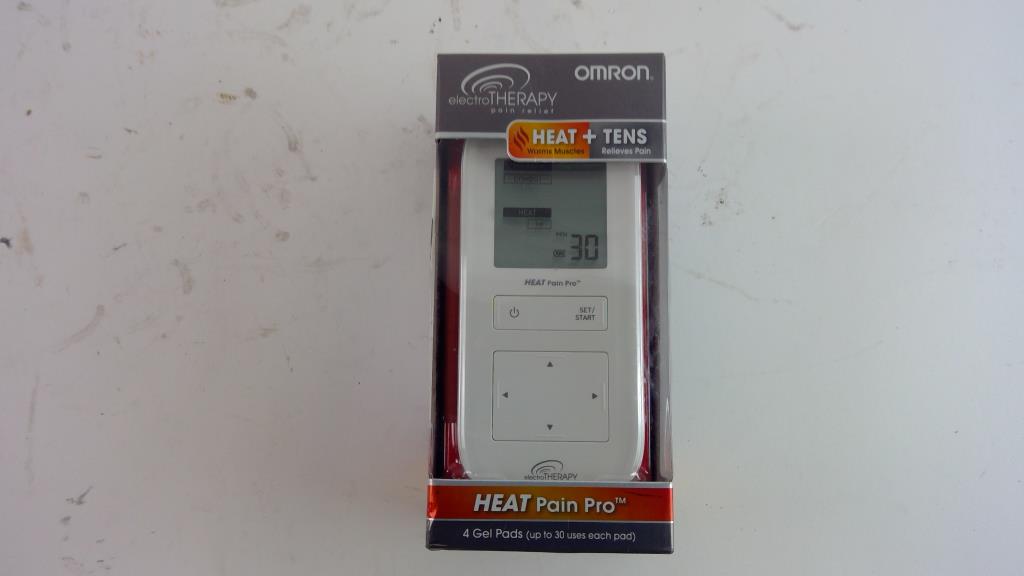 OMRON®
electroTHERAPY
pain relief
HEAT + TENS
Warms Muscles Relieves Pain
HEAT
MIN
30
HEAT Pain Pro™
SET/
START
electroTHERAPY
HEAT Pain Pro™
4 Gel Pads (up to 30 uses each pad)